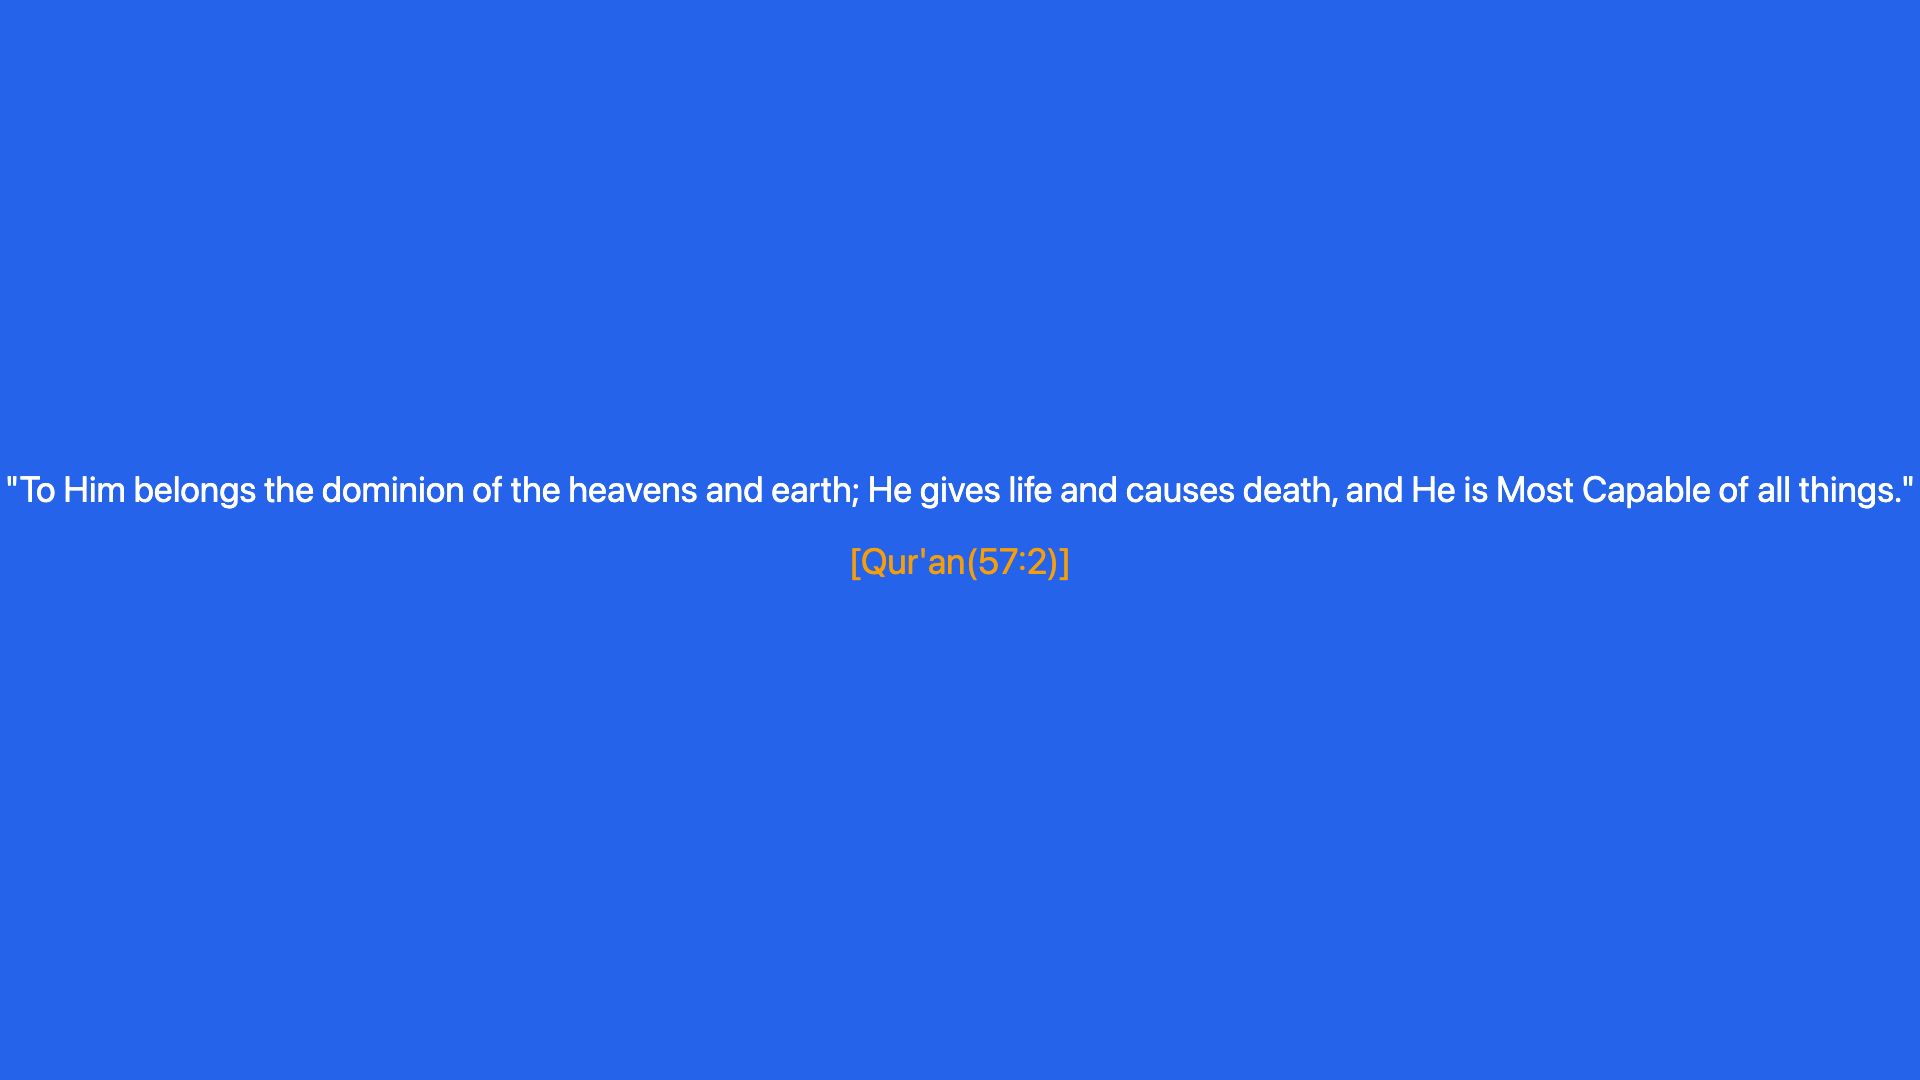 "To Him belongs the dominion of the heavens and earth; He gives life and causes death, and He is Most Capable of all things."
[Qur'an(57:2)]